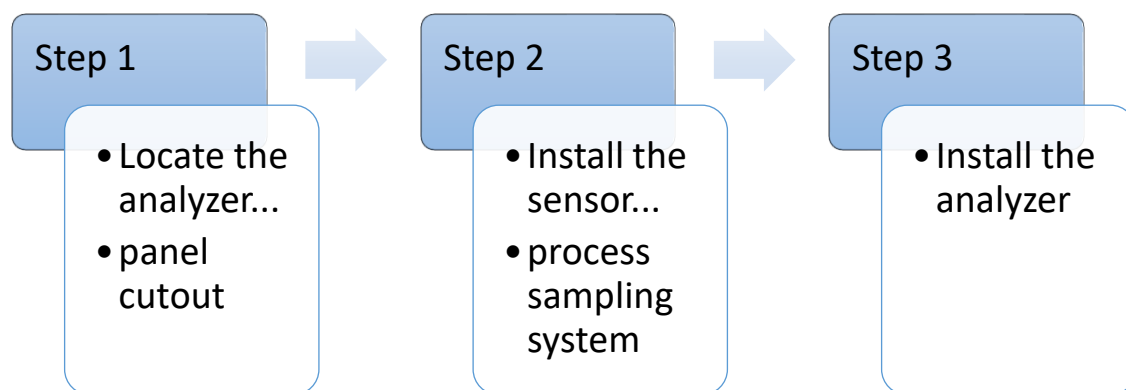 Step 1
• Locate the
analyzer...
• panel
cutout
Step 2
• Install the
sensor...
• process
sampling
system
Step 3
• Install the
analyzer